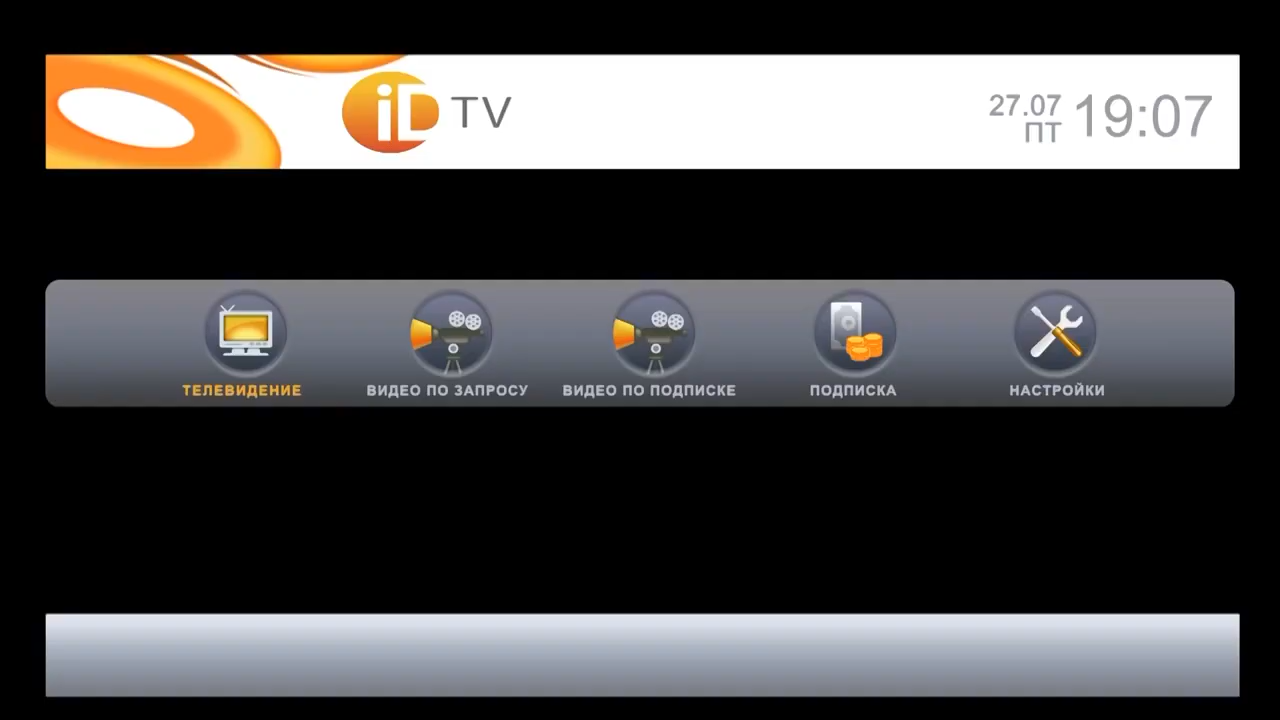 iD TV
27.07
ПТ
19:07
ТЕЛЕВИДЕНИЕ
ВИДЕО ПО ЗАПРОСУ
ВИДЕО ПО ПОДПИСКЕ
ПОДПИСКА
НАСТРОЙКИ